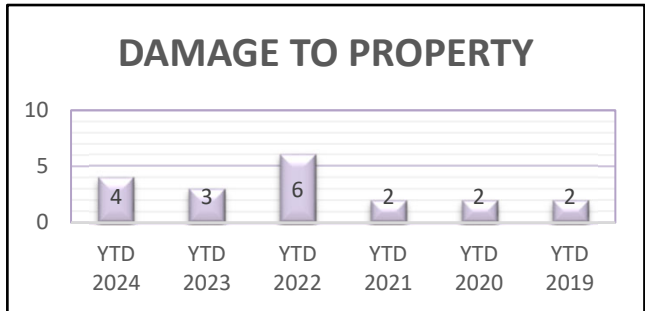 DAMAGE TO PROPERTY
10
5
0
4 3 6 2 2 2
YTD YTD YTD YTD YTD YTD
2024 2023 2022 2021 2020 2019